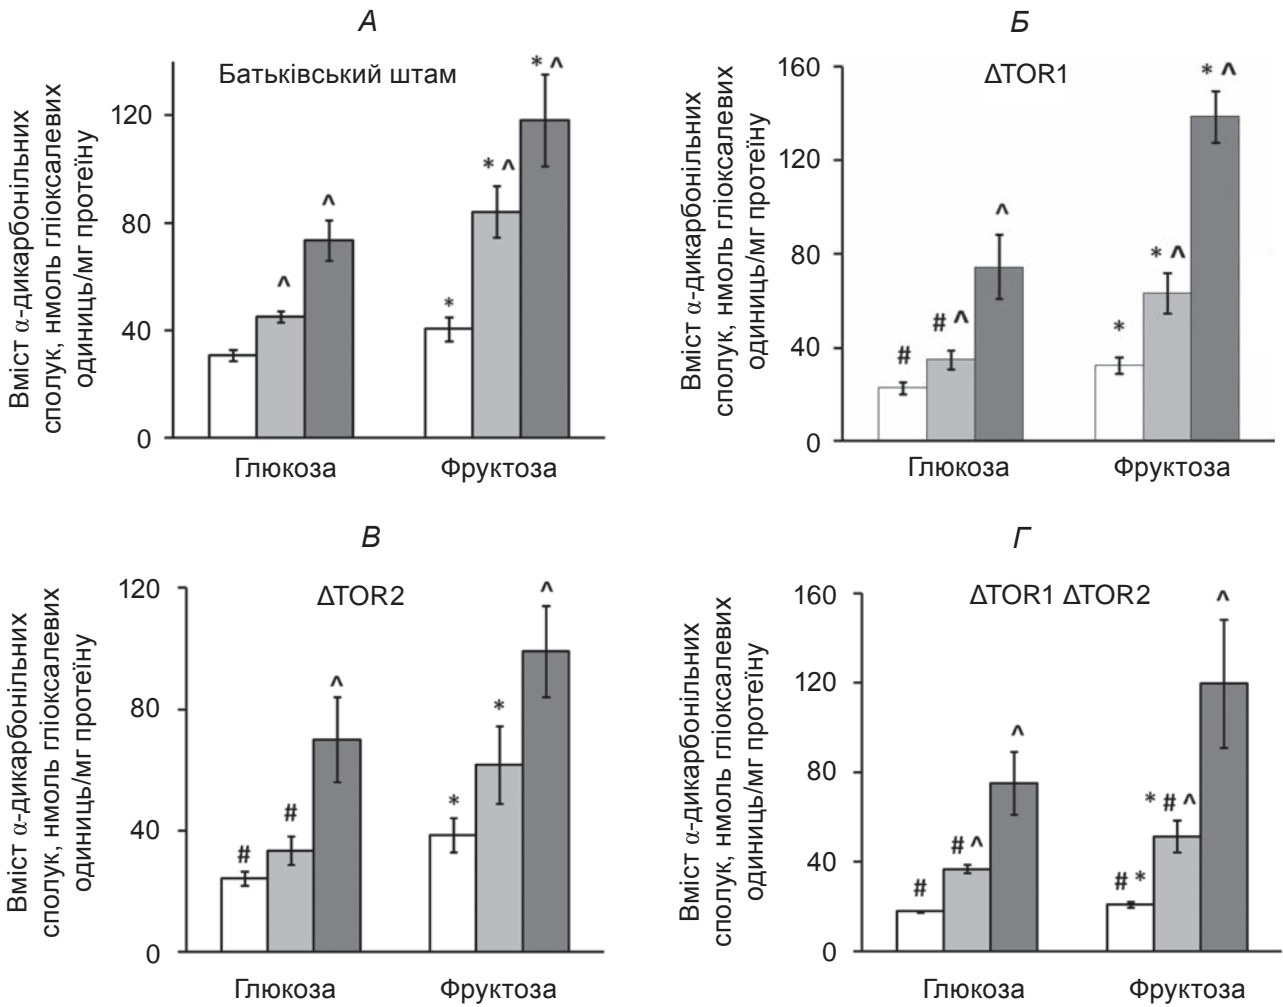 А
Батьківський штам
Вміст α-дикарбонільних
сполук, нмоль гліоксалевих
одиниць/мг протеїну
120
80
40
0
^
^
*
* ^
* ^
Глюкоза
Фруктоза
Б
ΔTOR1
Вміст α-дикарбонільних
сполук, нмоль гліоксалевих
одиниць/мг протеїну
160
120
80
40
0
#
# ^
^
*
* ^
* ^
Глюкоза
Фруктоза
В
ΔTOR2
Вміст α-дикарбонільних
сполук, нмоль гліоксалевих
одиниць/мг протеїну
120
80
40
0
#
#
^
*
*
^
Глюкоза
Фруктоза
Г
ΔTOR1 ΔTOR2
Вміст α-дикарбонільних
сполук, нмоль гліоксалевих
одиниць/мг протеїну
160
120
80
40
0
#
# ^
^
# *
* # ^
^
Глюкоза
Фруктоза